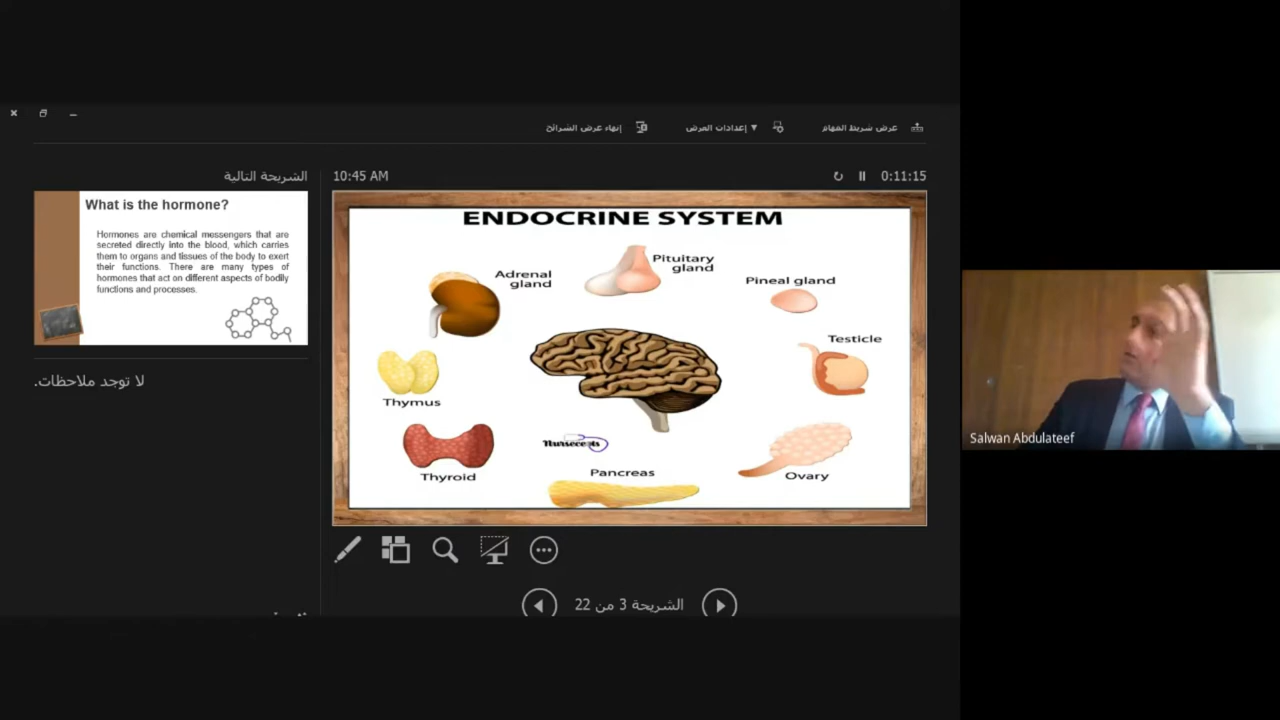 عرض شريط المهام
إعدادات العرض
إنهاء عرض الشرائح
الشريحة التالية
10:45 AM
0:11:15
What is the hormone?
Hormones are chemical messengers that are
secreted directly into the blood, which carries
them to organs and tissues of the body to exert
their functions. There are many types of
hormones that act on different aspects of bodily
functions and processes.
لا توجد ملاحظات.
ENDOCRINE SYSTEM
Adrenal
gland
Pituitary
gland
Pineal gland
Testicle
Thymus
Thyroid
Nursecepts
Pancreas
Ovary
الشريحة 3 من 22
Salwan Abdulateef